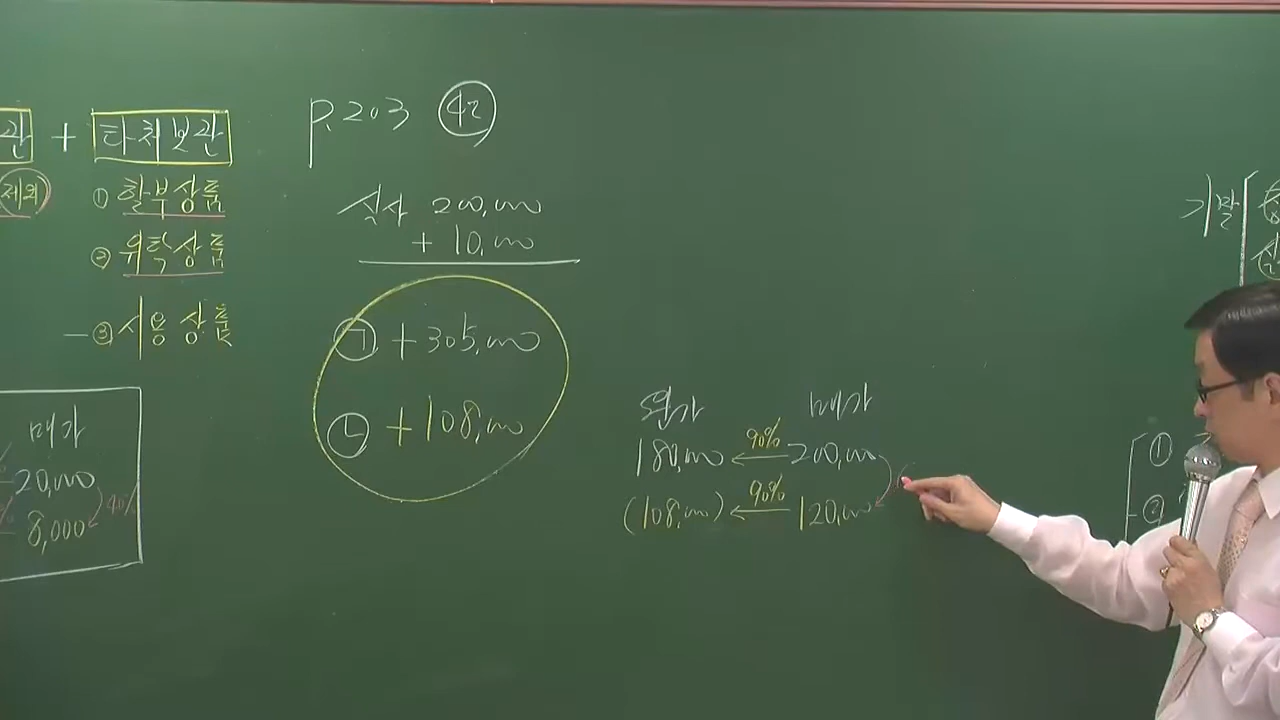 관 + 타처보관
제외
① 할부상품
② 위탁상품
- ③ 시용상품
매가
20,000
8,000 40%
P.203 42
실사 200,000
+ 10,000
㉠ +305,000
㉡ +108,000
원가 매가
180,000 ← 90% 200,000
(108,000) ← 90% 120,000
기말
①
②